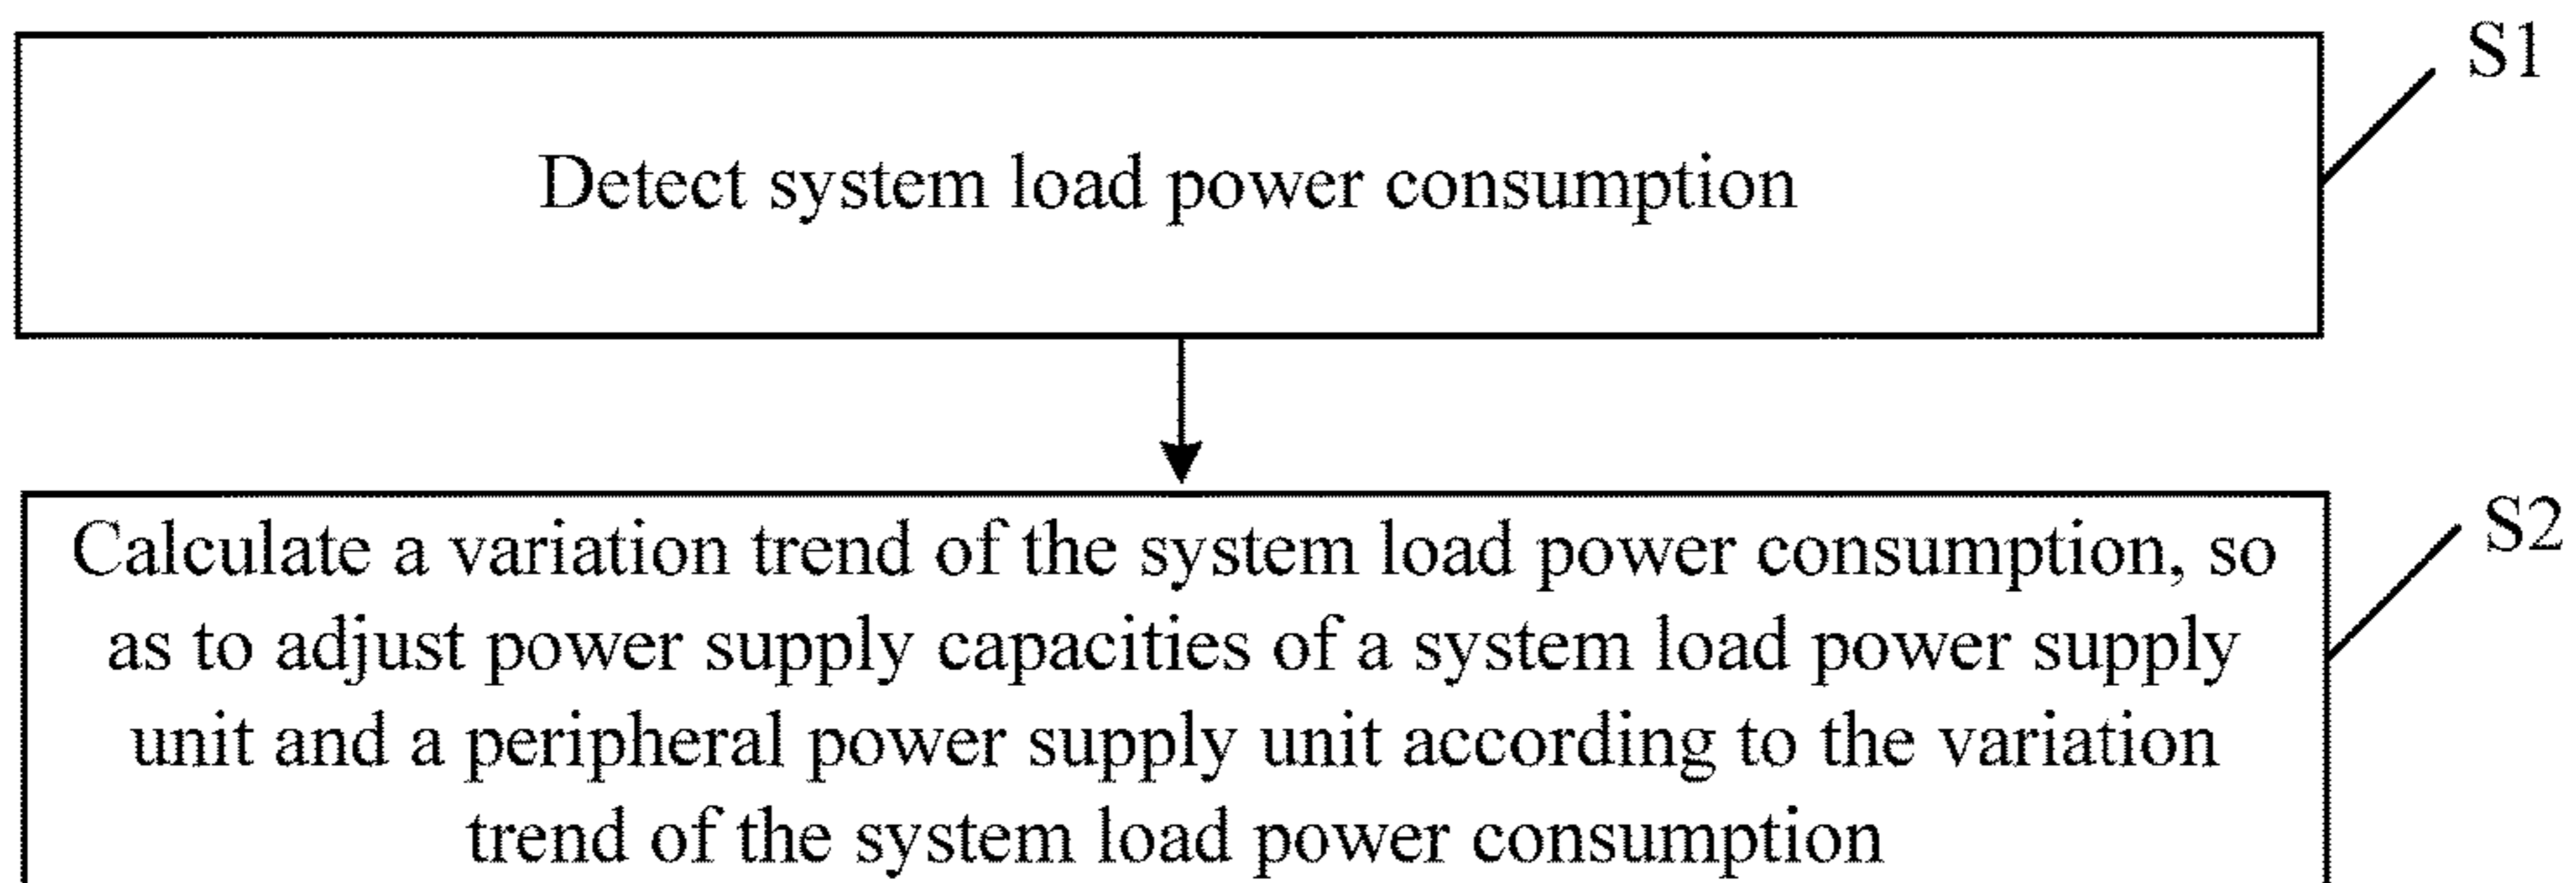 S1
Detect system load power consumption
S2
Calculate a variation trend of the system load power consumption, so
as to adjust power supply capacities of a system load power supply
unit and a peripheral power supply unit according to the variation
trend of the system load power consumption